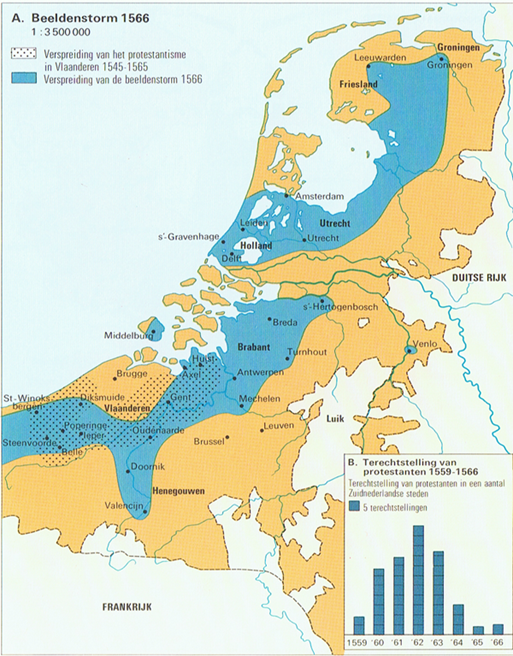 A. Beeldenstorm 1566
1 : 3 500 000
Verspreiding van het protestantisme
in Vlaanderen 1545-1565
Verspreiding van de beeldenstorm 1566
Groningen
Leeuwarden
Groningen
Friesland
Amsterdam
Leiden
Utrecht
s'-Gravenhage
Utrecht
Holland
Delft
DUITSE RIJK
s'-Hertogenbosch
Breda
Middelburg
Brabant
Venlo
Turnhout
Hulst
Brugge
Axel
Antwerpen
Diksmuide
Gent
St-Winoks-
bergen
Vlaanderen
Mechelen
Luik
Poperinge
Leuven
Ieper
Oudenaarde
Steenvoorde
Brussel
Belle
Doornik
Henegouwen
Valencijn
FRANKRIJK
B. Terechtstelling van
protestanten 1559-1566
Terechtstelling van protestanten in een aantal
Zuidnederlandse steden
5 terechtstellingen
1559 '60 '61 '62 '63 '64 '65 '66